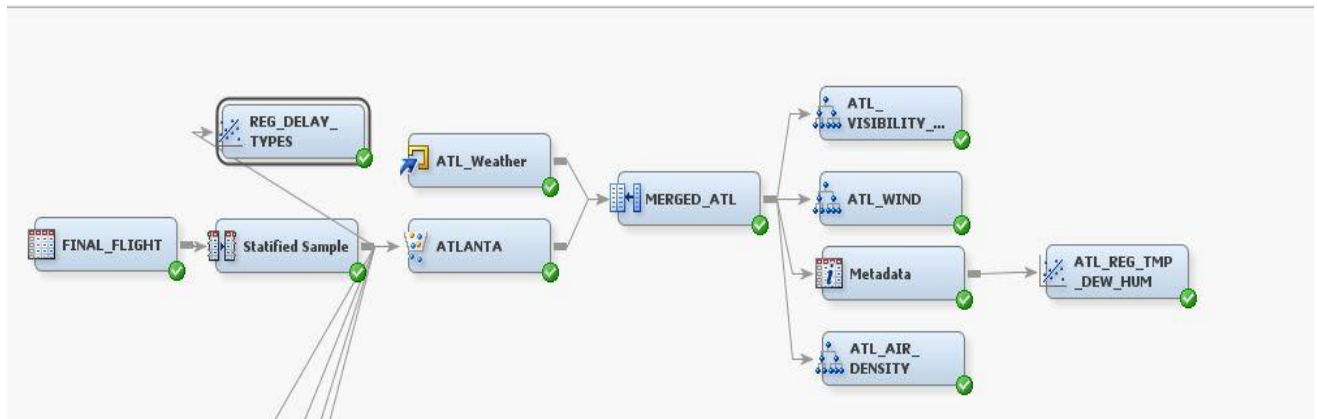 REG_DELAY_
TYPES
ATL_Weather
ATL_
VISIBILITY_...
MERGED_ATL
ATL_WIND
FINAL_FLIGHT
Statified Sample
ATLANTA
Metadata
ATL_REG_TMP
_DEW_HUM
ATL_AIR_
DENSITY